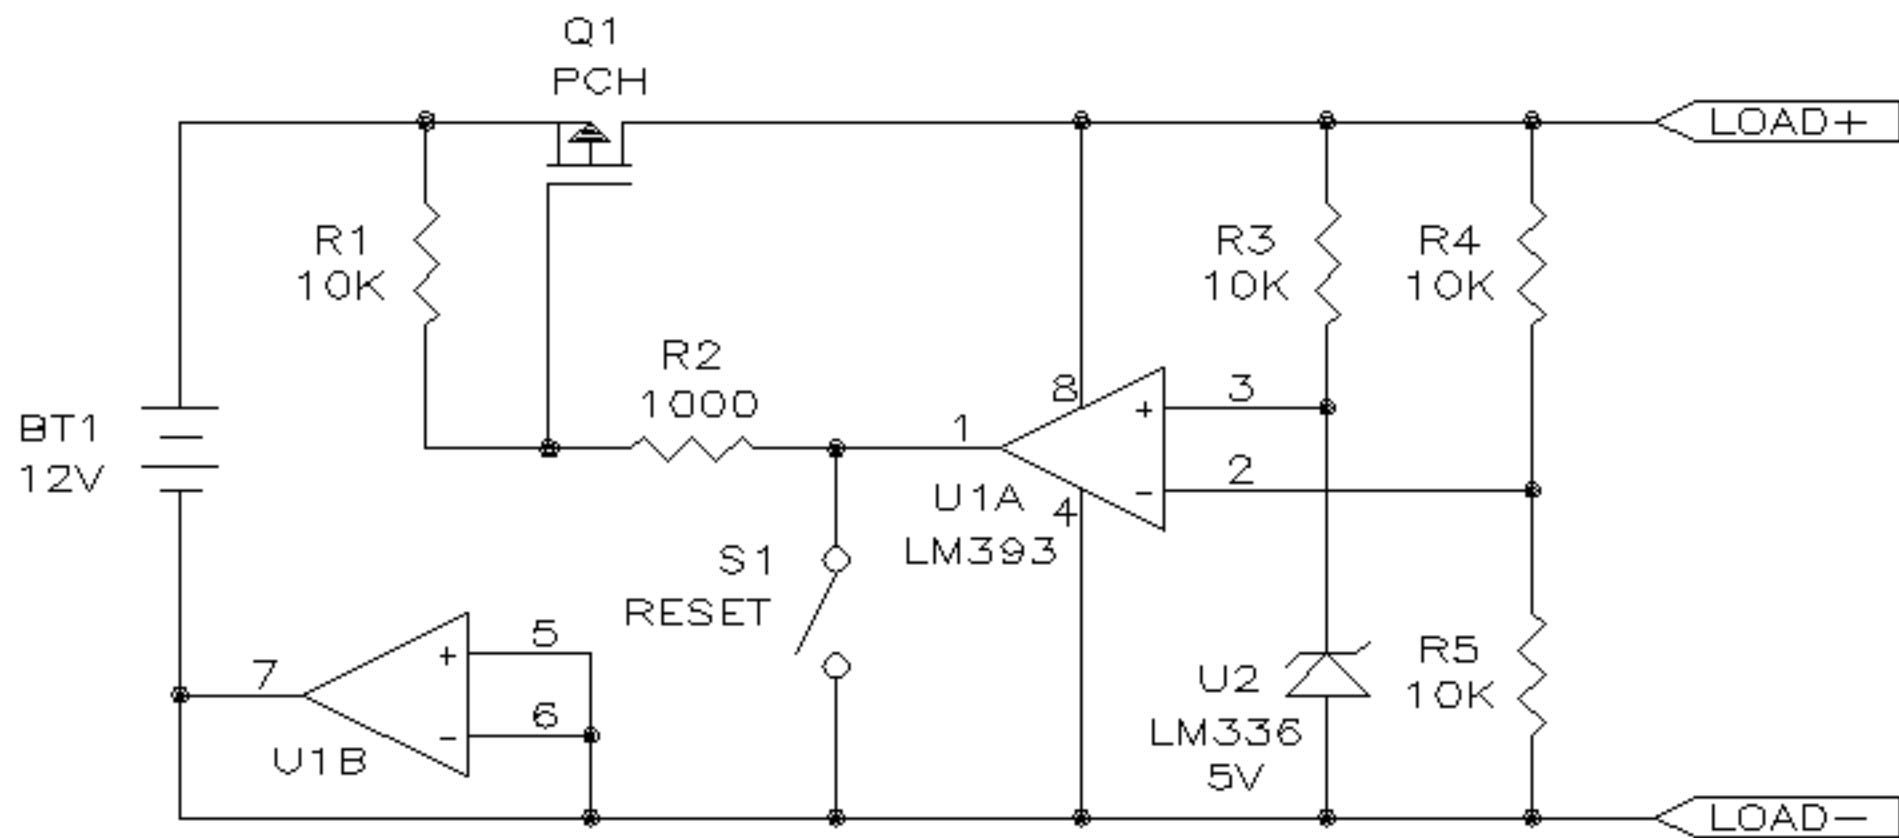 Q1
PCH
LOAD+
R1
10K
R3
10K
R4
10K
R2
1000
8
+
3
BT1
12V
1
2
−
U1A
4
LM393
S1
RESET
5
+
7
6
−
U1B
U2
LM336
5V
R5
10K
LOAD−